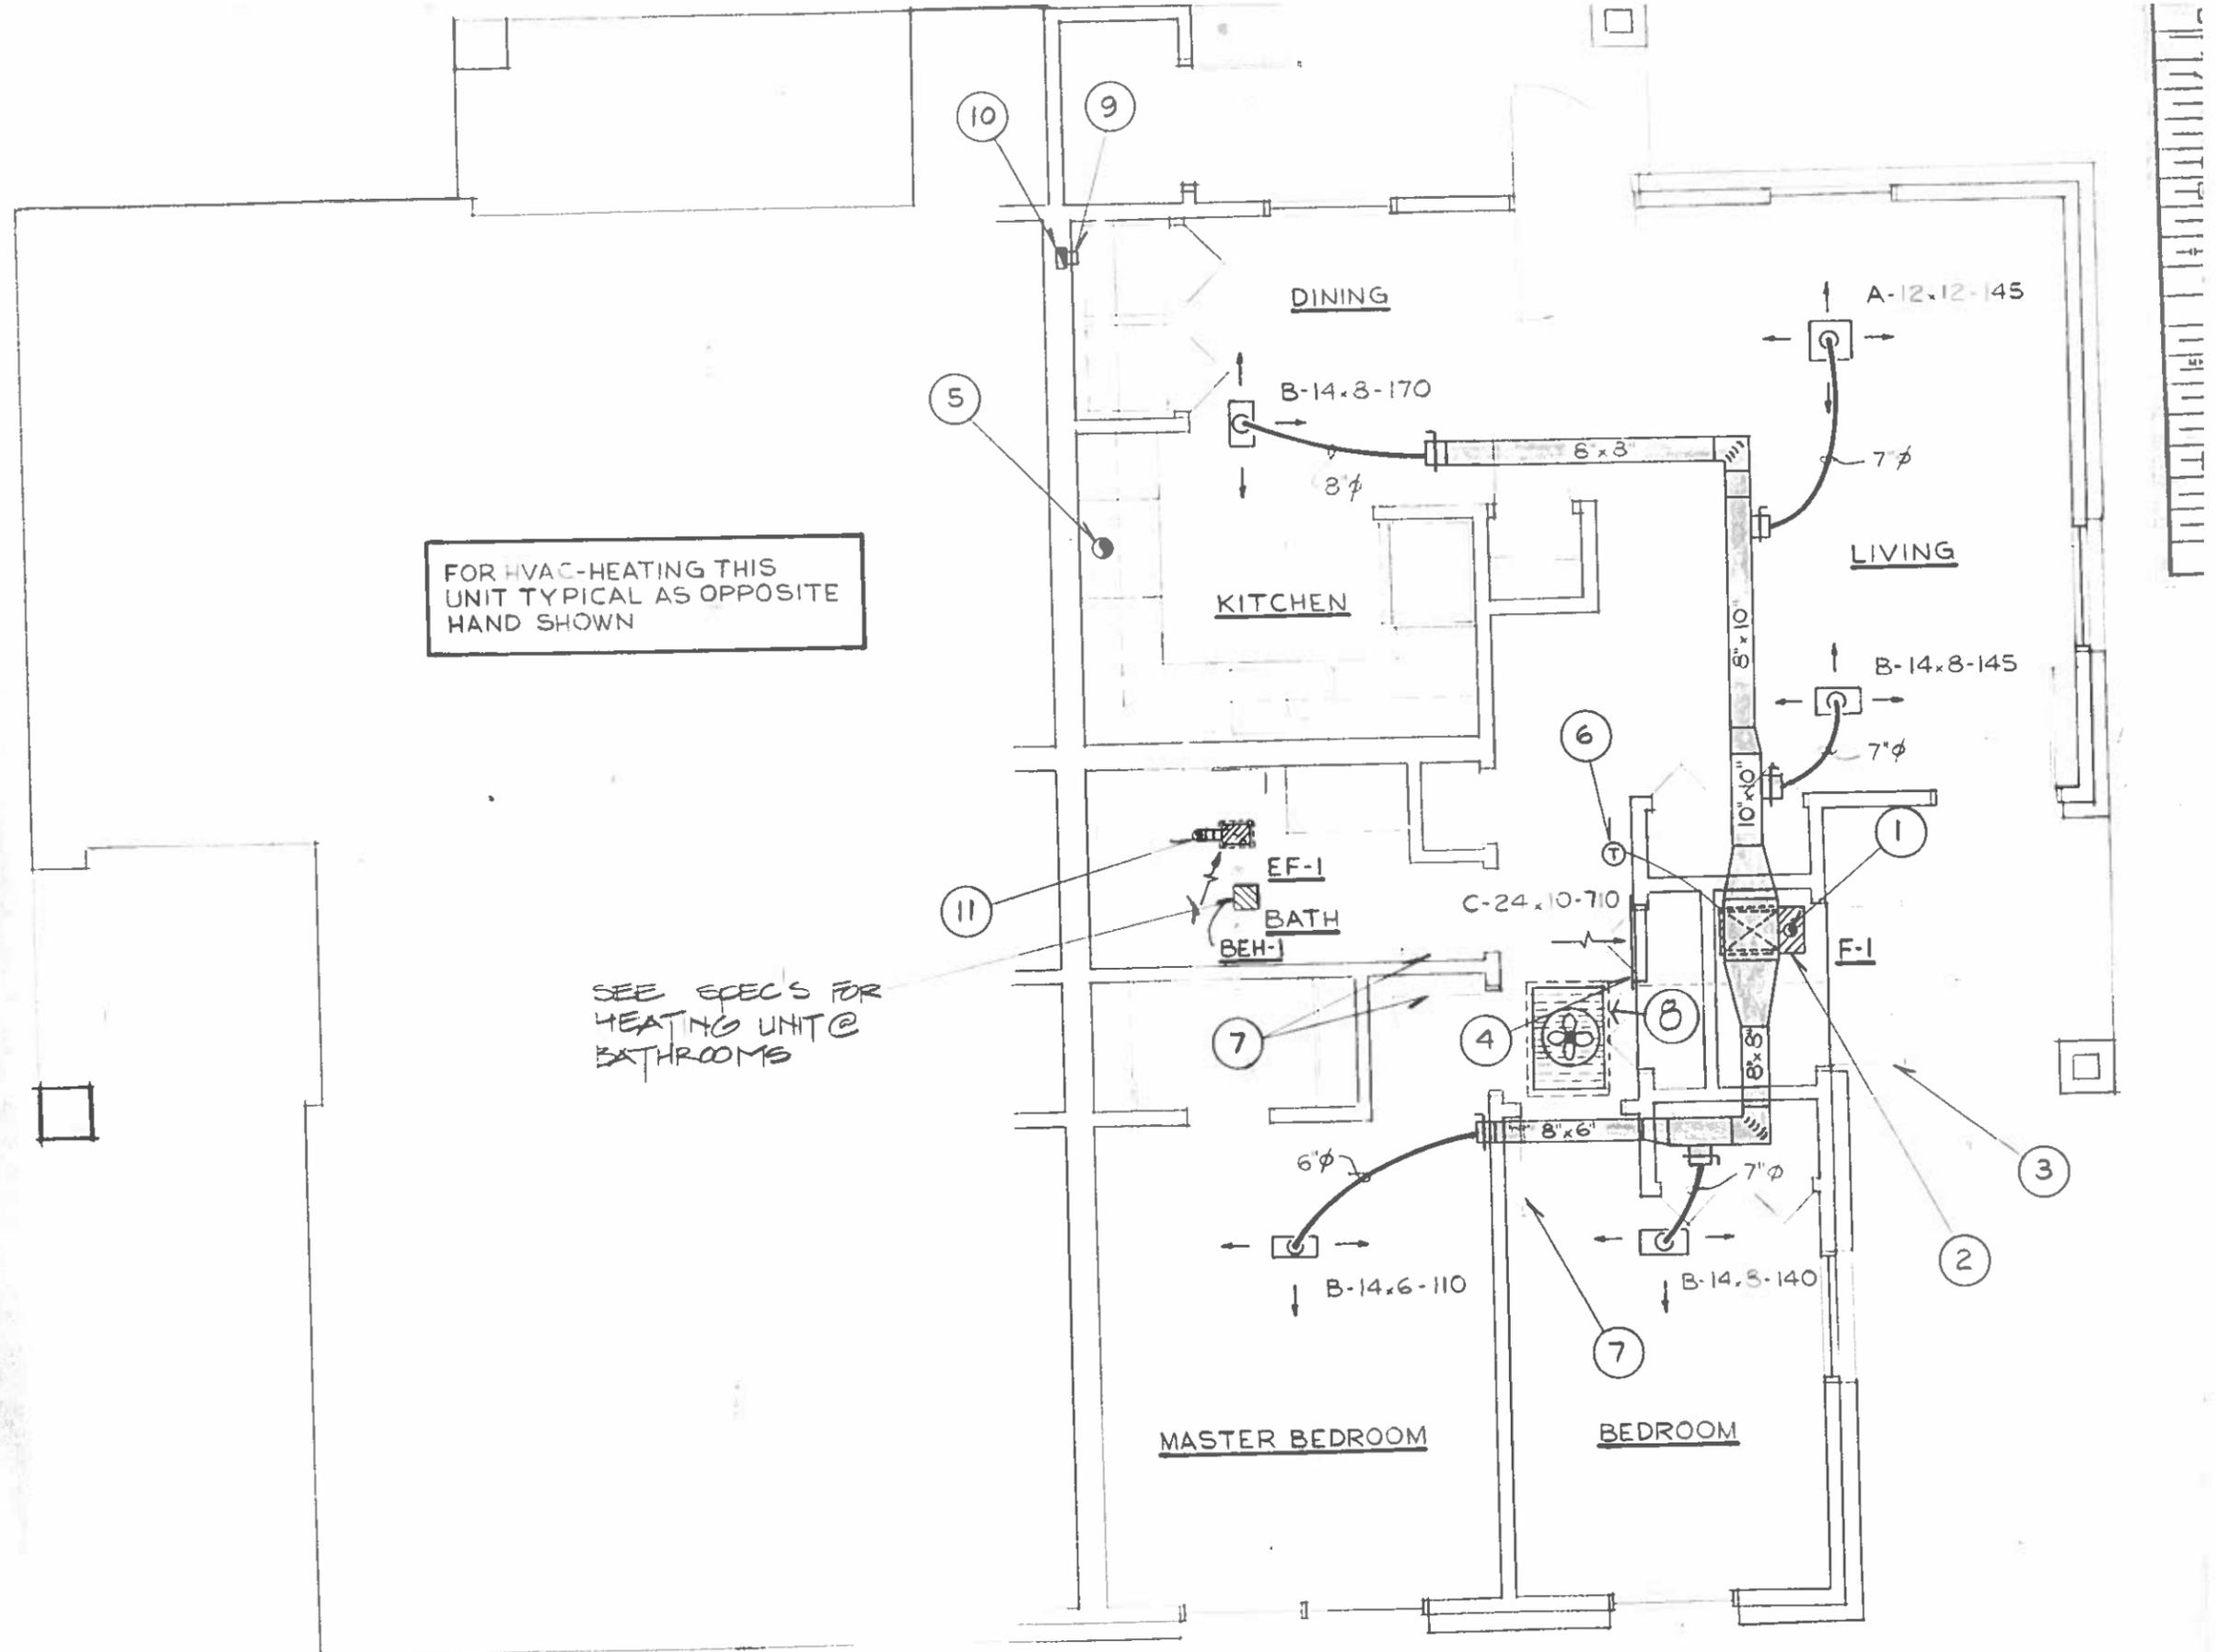 10
9
DINING
A-12x12-145
B-14x8-170
5
8"x8"
7"ø
8"ø
LIVING
FOR HVAC-HEATING THIS
UNIT TYPICAL AS OPPOSITE
HAND SHOWN
KITCHEN
8"x10"
B-14x8-145
6
7"ø
10"x10"
1
T
EF-1
C-24x10-710
11
BATH
BEH-1
F-1
SEE SPEC'S FOR
HEATING UNIT @
BATHROOMS
7
4
8
8"x8"
8"x6"
6"ø
7"ø
3
2
B-14x6-110
B-14x8-140
7
MASTER BEDROOM
BEDROOM